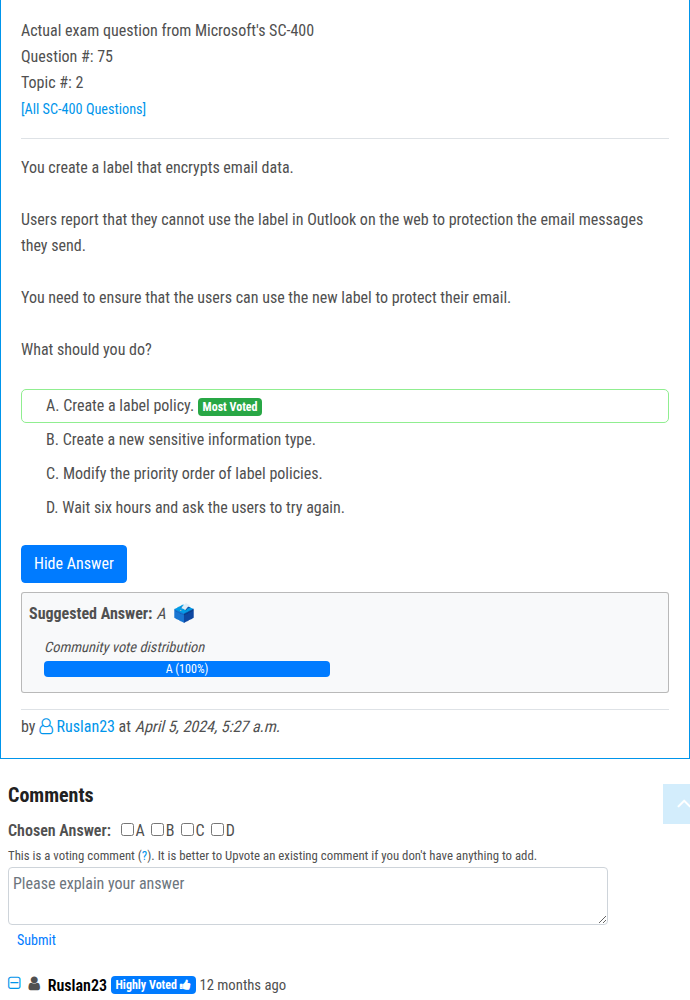 Actual exam question from Microsoft's SC-400
Question #: 75
Topic #: 2
[All SC-400 Questions]
You create a label that encrypts email data.
Users report that they cannot use the label in Outlook on the web to protection the email messages
they send.
You need to ensure that the users can use the new label to protect their email.
What should you do?
A. Create a label policy. Most Voted
B. Create a new sensitive information type.
C. Modify the priority order of label policies.
D. Wait six hours and ask the users to try again.
Hide Answer
Suggested Answer: A
Community vote distribution
A (100%)
by Ruslan23 at April 5, 2024, 5:27 a.m.
Comments
Chosen Answer: A B C D
This is a voting comment (?). It is better to Upvote an existing comment if you don't have anything to add.
Please explain your answer
Submit
Ruslan23 Highly Voted 12 months ago